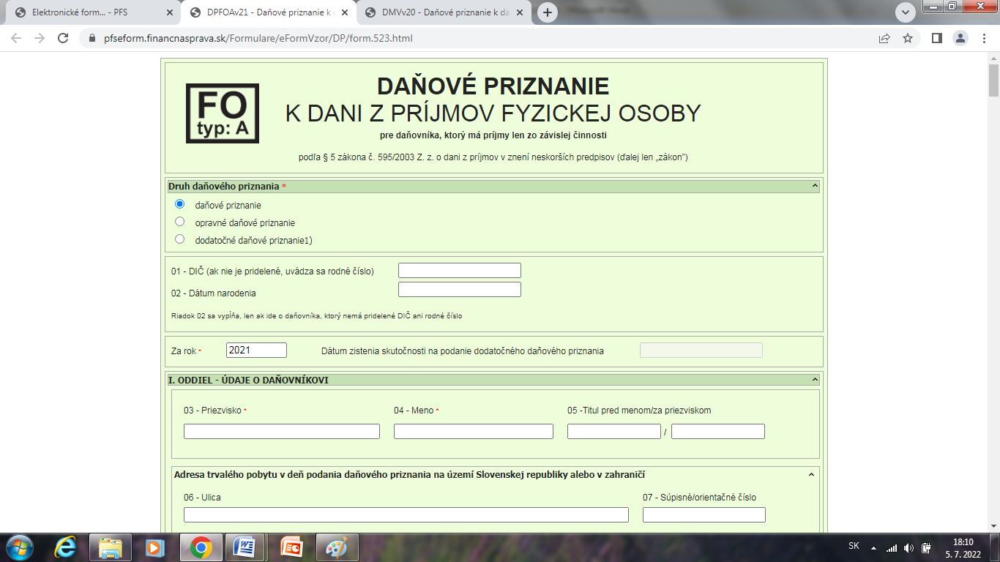 Elektronické form... - PFS
DPFOAv21 - Daňové priznanie k d
DMVv20 - Daňové priznanie k da
pfseform.financnasprava.sk/Formulare/eFormVzor/DP/form.523.html
FO
typ: A
DAŇOVÉ PRIZNANIE
K DANI Z PRÍJMOV FYZICKEJ OSOBY
pre daňovníka, ktorý má príjmy len zo závislej činnosti
podľa § 5 zákona č. 595/2003 Z. z. o dani z príjmov v znení neskorších predpisov (ďalej len „zákon”)
Druh daňového priznania *
daňové priznanie
opravné daňové priznanie
dodatočné daňové priznanie1)
01 - DIČ (ak nie je pridelené, uvádza sa rodné číslo)
02 - Dátum narodenia
Riadok 02 sa vypĺňa, len ak ide o daňovníka, ktorý nemá pridelené DIČ ani rodné číslo
Za rok * 2021 Dátum zistenia skutočnosti na podanie dodatočného daňového priznania
I. ODDIEL - ÚDAJE O DAŇOVNÍKOVI
03 - Priezvisko * 04 - Meno * 05 -Titul pred menom/za priezviskom
/
Adresa trvalého pobytu v deň podania daňového priznania na území Slovenskej republiky alebo v zahraničí
06 - Ulica 07 - Súpisné/orientačné číslo
SK
18:10
5. 7. 2022